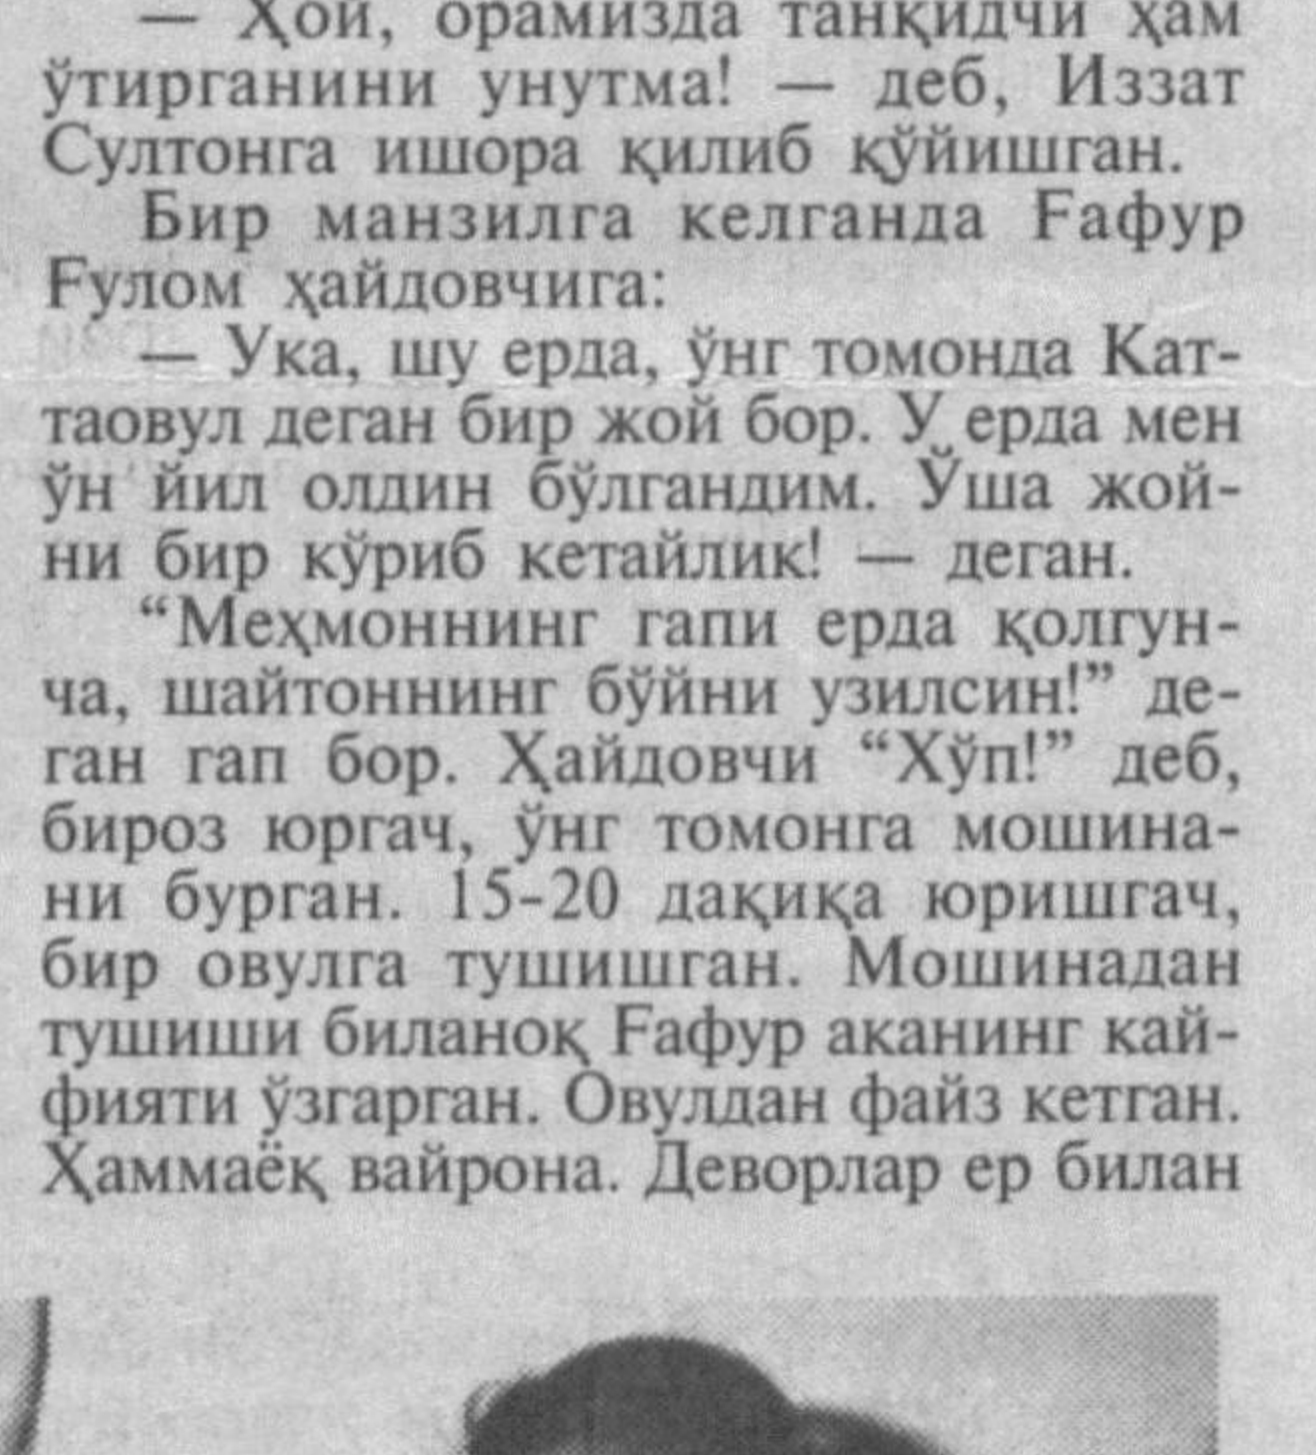 — Ҳой, орамизда танқидчи ҳам
ўтирганини унутма! — деб, Иззат
Султонга ишора қилиб қўйишган.
Бир манзилга келганда Ғафур
Ғулом ҳайдовчига:
— Ука, шу ерда, ўнг томонда Кат-
таовул деган бир жой бор. У ерда мен
ўн йил олдин бўлгандим. Ўша жой-
ни бир кўриб кетайлик! — деган.
“Меҳмоннинг гапи ерда қолгун-
ча, шайтоннинг бўйни узилсин!” де-
ган гап бор. Ҳайдовчи “Хўп!” деб,
бироз юргач, ўнг томонга мошина-
ни бурган. 15-20 дақиқа юришгач,
бир овулга тушишган. Мошинадан
тушиши биланоқ Ғафур аканинг кай-
фияти ўзгарган. Овулдан файз кетган.
Ҳаммаёқ вайрона. Деворлар ер билан